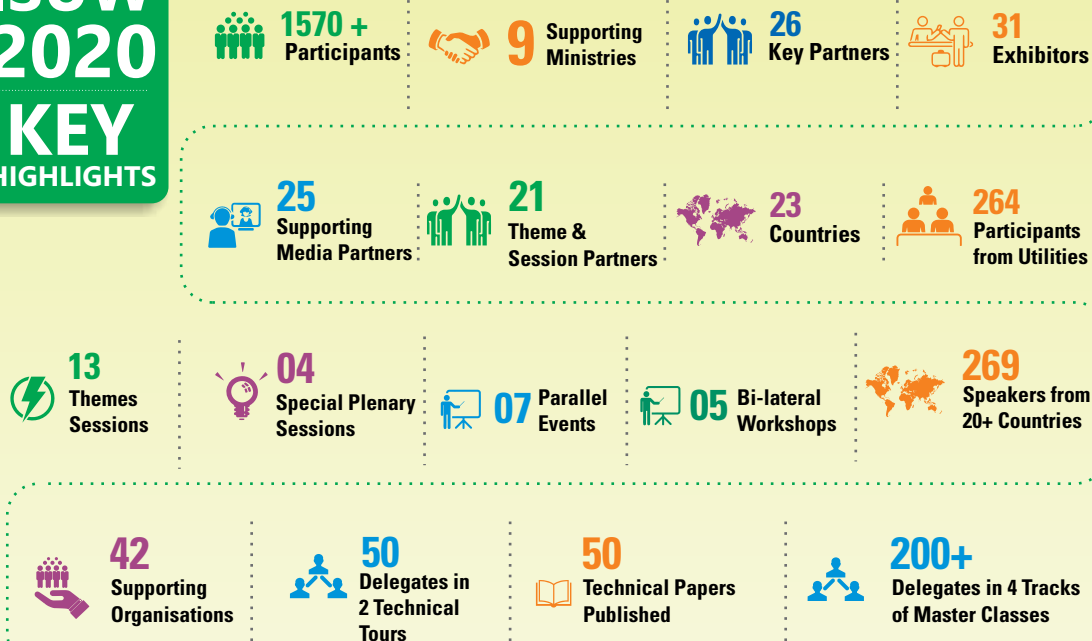 2020
KEY
HIGHLIGHTS
1570 +
Participants
9
Supporting
Ministries
26
Key Partners
31
Exhibitors
25
Supporting
Media Partners
21
Theme &
Session Partners
23
Countries
264
Participants
from Utilities
13
Themes
Sessions
04
Special Plenary
Sessions
07
Parallel
Events
05
Bi-lateral
Workshops
269
Speakers from
20+ Countries
42
Supporting
Organisations
50
Delegates in
2 Technical
Tours
50
Technical Papers
Published
200+
Delegates in 4 Tracks
of Master Classes